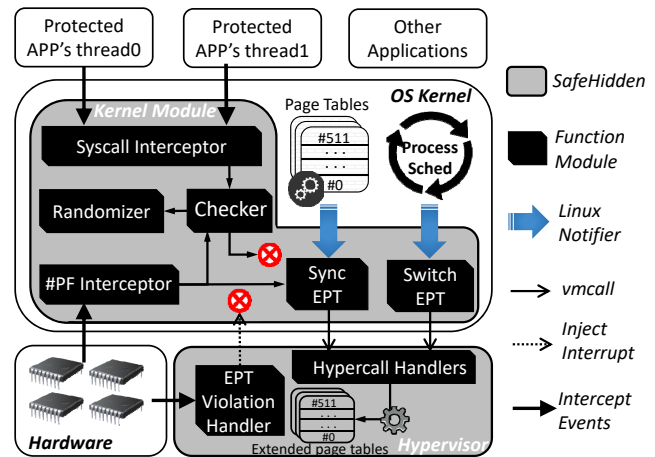 Protected
APP's thread0
Protected
APP's thread1
Other
Applications
Kernel Module
Syscall Interceptor
Randomizer
Checker
#PF Interceptor
Page Tables
#511
. . .
. . .
#0
OS Kernel
Process
Sched
Sync
EPT
Switch
EPT
Hardware
EPT
Violation
Handler
Hypercall Handlers
#511
. . .
. . .
#0
Extended page tables
Hypervisor
SafeHidden
Function
Module
Linux
Notifier
vmcall
Inject
Interrupt
Intercept
Events